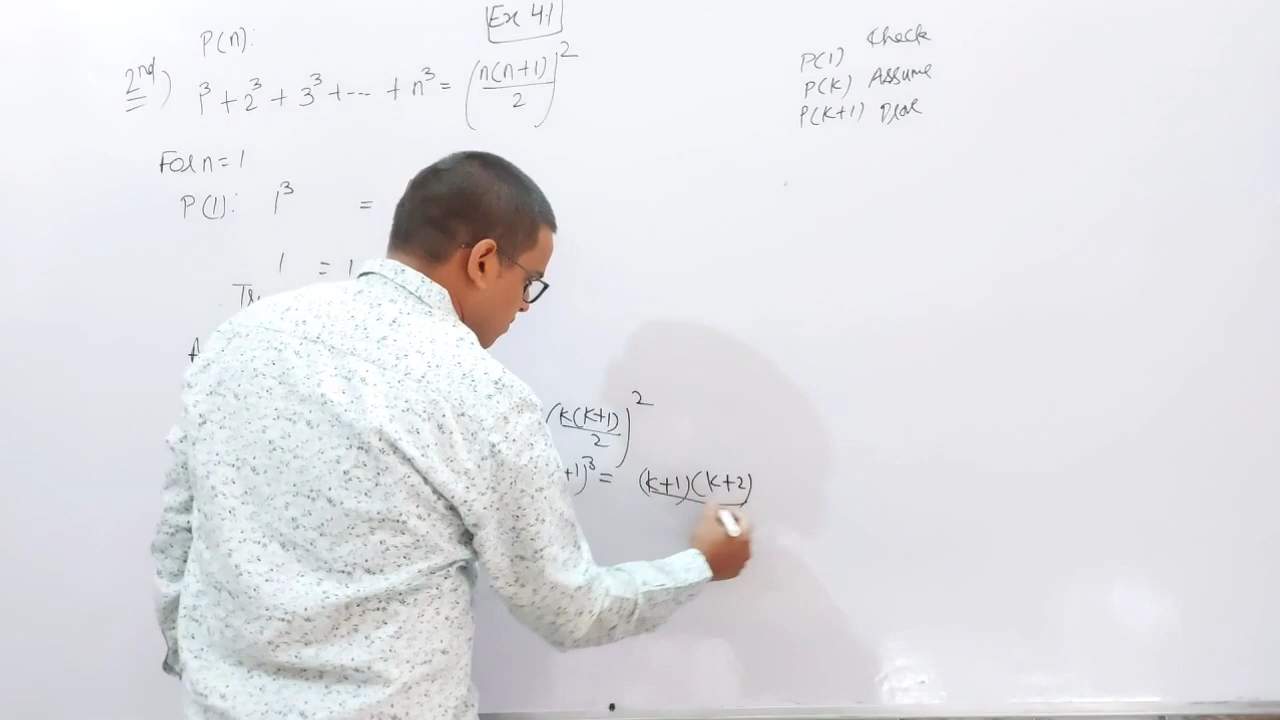 Ex 4.1
P(n):
2nd) 1³ + 2³ + 3³ + --- + n³ = (n(n+1)/2)²
For n = 1
P(1): 1³ =
1 = 1
(k(k+1)/2)²
+1)³ = (k+1)(k+2)
P(1) Check
P(k) Assume
P(k+1)